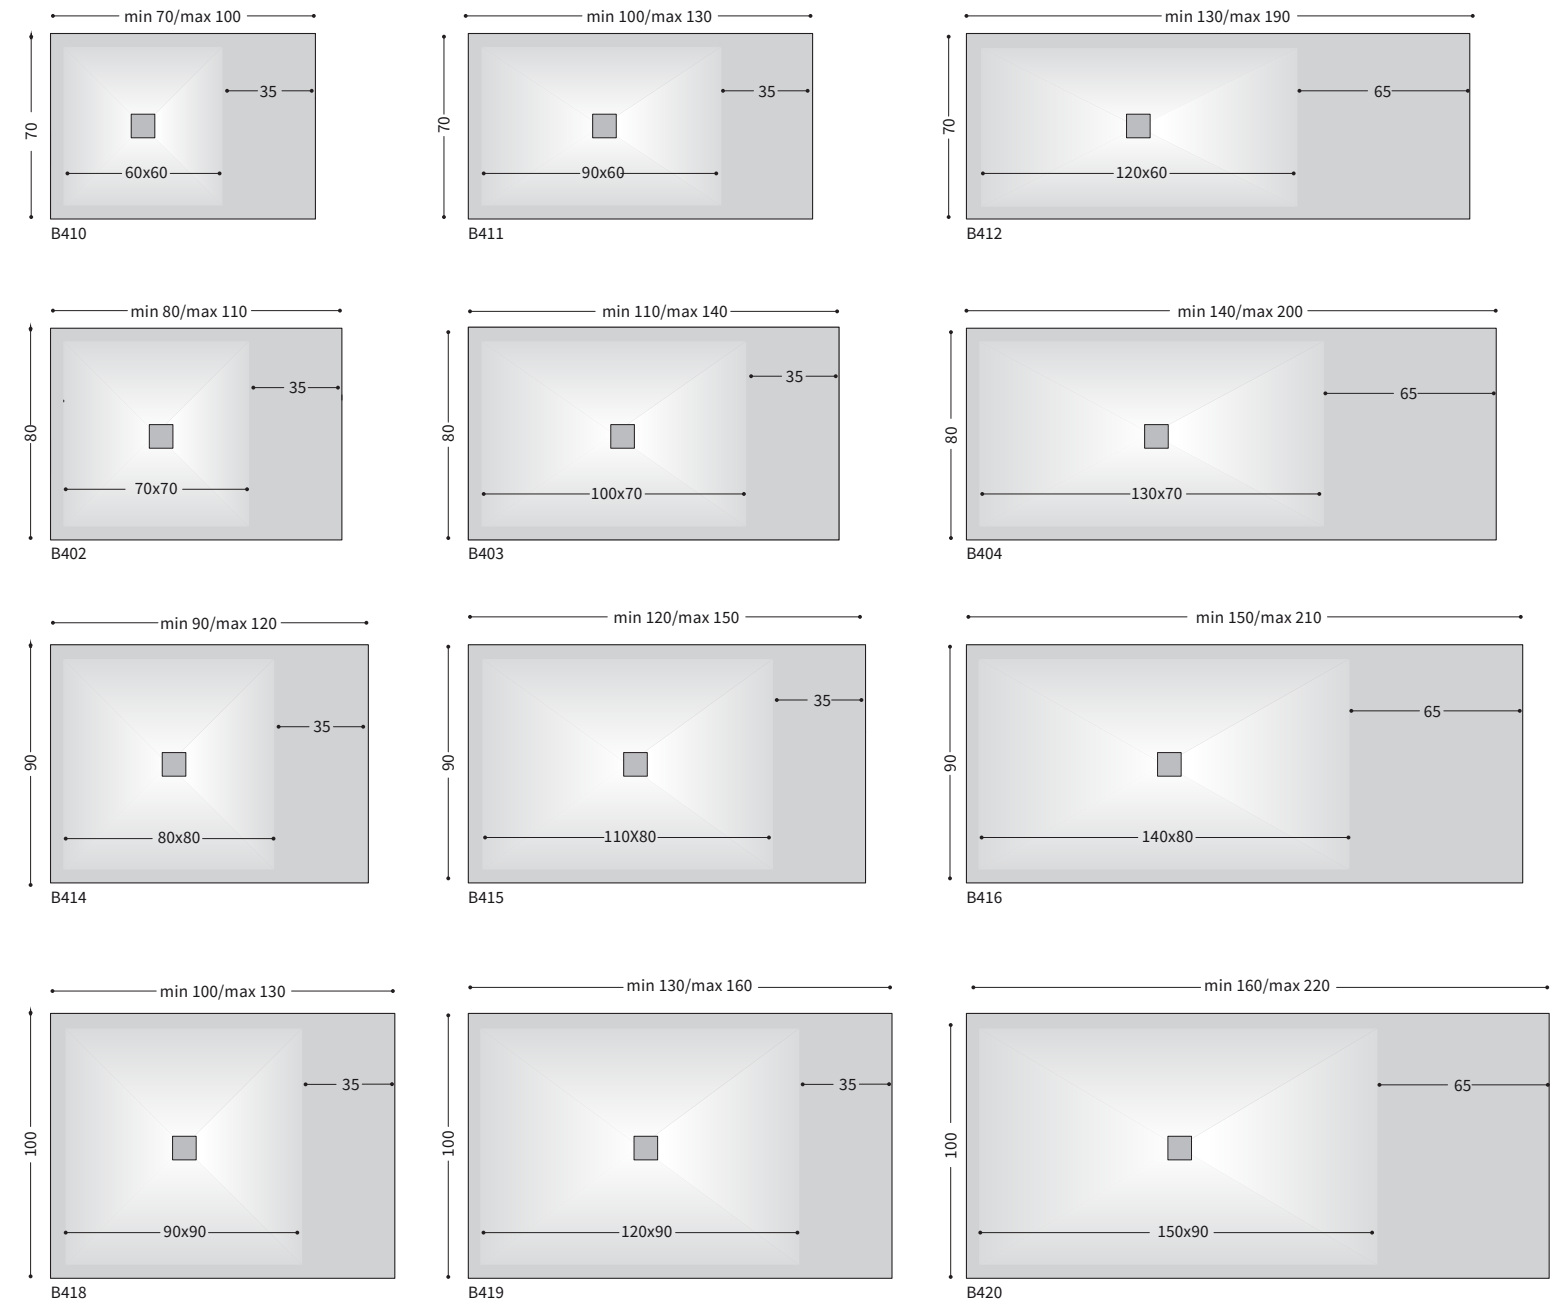 min 70/max 100
70
35
60x60
B410
min 100/max 130
70
35
90x60
B411
min 130/max 190
70
65
120x60
B412
min 80/max 110
80
35
70x70
B402
min 110/max 140
80
35
100x70
B403
min 140/max 200
80
65
130x70
B404
min 90/max 120
90
35
80x80
B414
min 120/max 150
90
35
110X80
B415
min 150/max 210
90
65
140x80
B416
min 100/max 130
100
35
90x90
B418
min 130/max 160
100
35
120x90
B419
min 160/max 220
100
65
150x90
B420